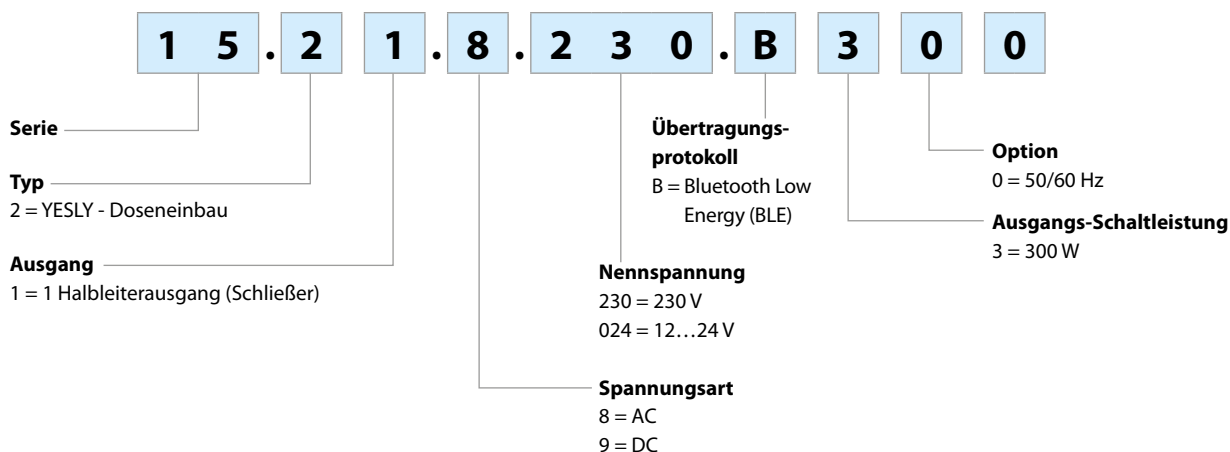 1 5 . 2 1 . 8 . 2 3 0 . B 3 0 0
Serie
Typ
2 = YESLY - Doseneinbau
Ausgang
1 = 1 Halbleiterausgang (Schließer)
Übertragungs-
protokoll
B = Bluetooth Low
Energy (BLE)
Nennspannung
230 = 230 V
024 = 12…24 V
Spannungsart
8 = AC
9 = DC
Option
0 = 50/60 Hz
Ausgangs-Schaltleistung
3 = 300 W